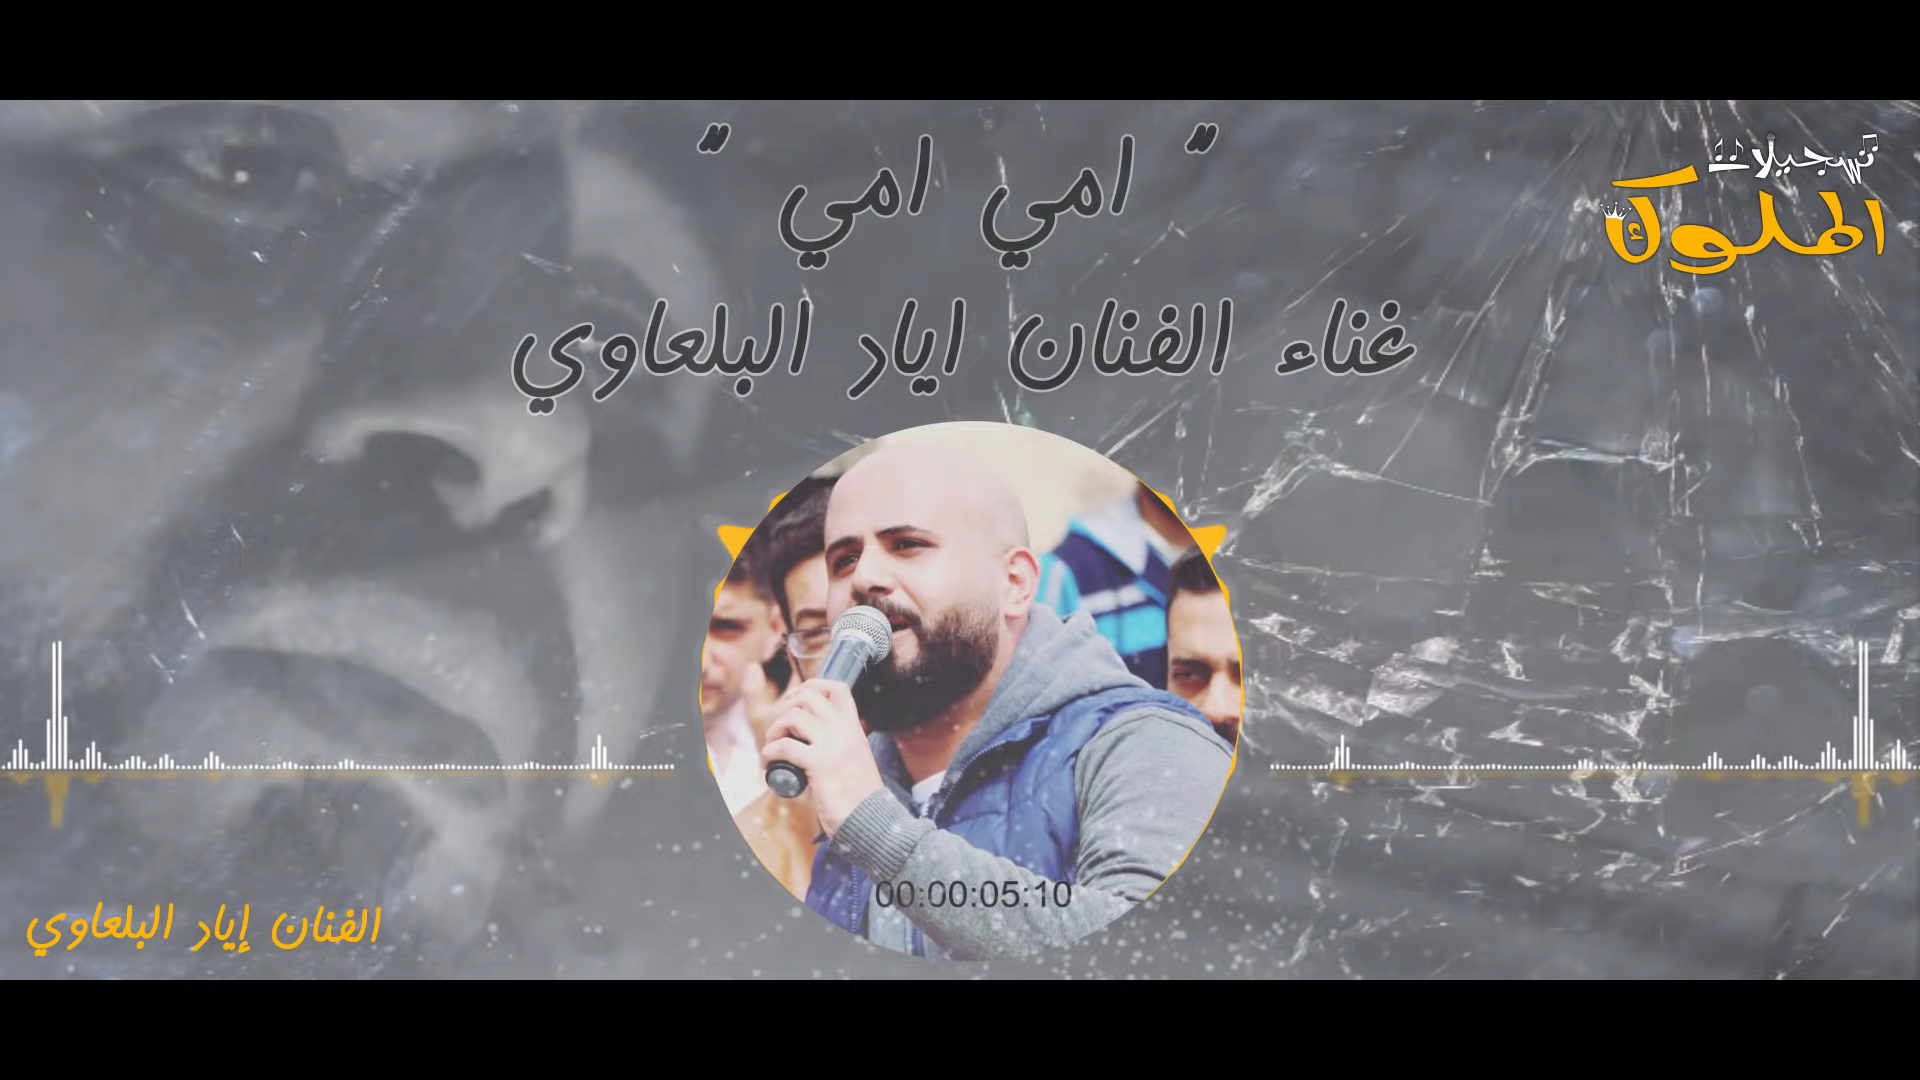 " امي امي "
غناء الفنان اياد البلعاوي
تسجيلات
الملوك
00:00:05:10
الفنان إياد البلعاوي